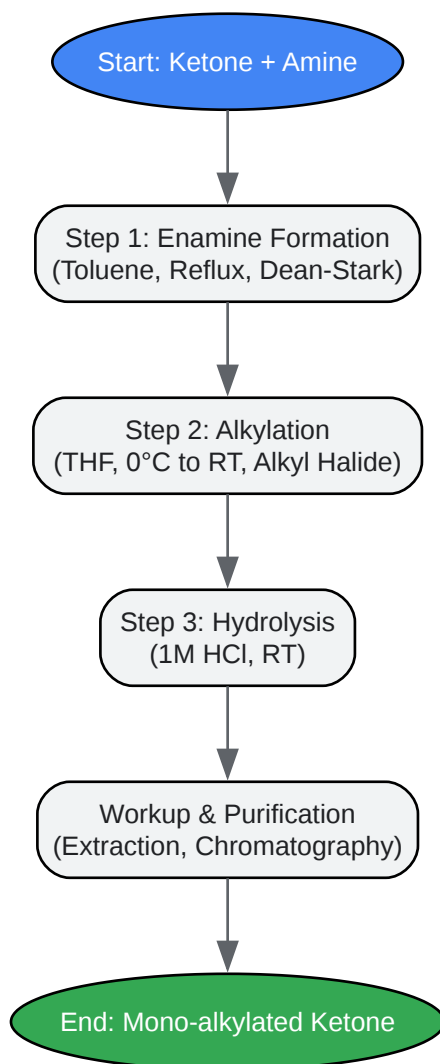 Start: Ketone + Amine
Step 1: Enamine Formation
(Toluene, Reflux, Dean-Stark)
Step 2: Alkylation
(THF, 0°C to RT, Alkyl Halide)
Step 3: Hydrolysis
(1M HCl, RT)
Workup & Purification
(Extraction, Chromatography)
End: Mono-alkylated Ketone